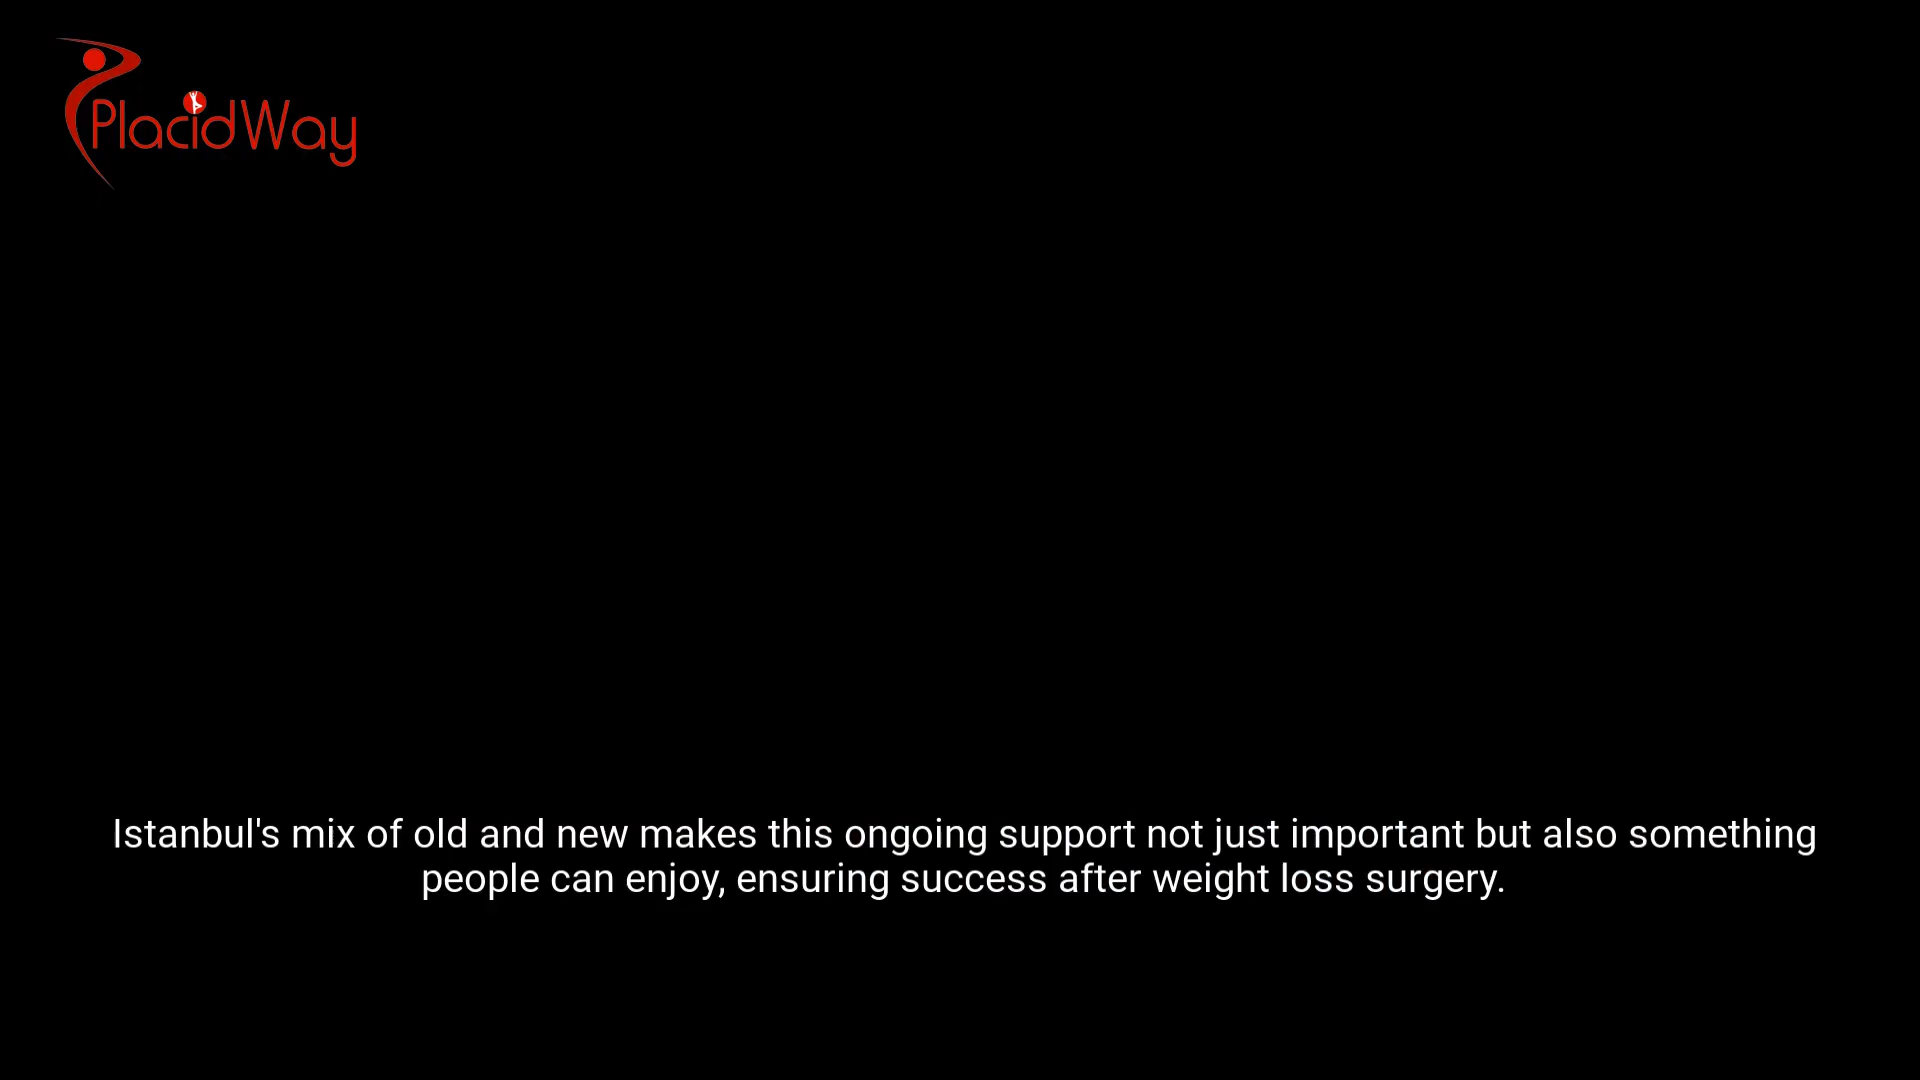 PlacidWay
Istanbul's mix of old and new makes this ongoing support not just important but also something
people can enjoy, ensuring success after weight loss surgery.